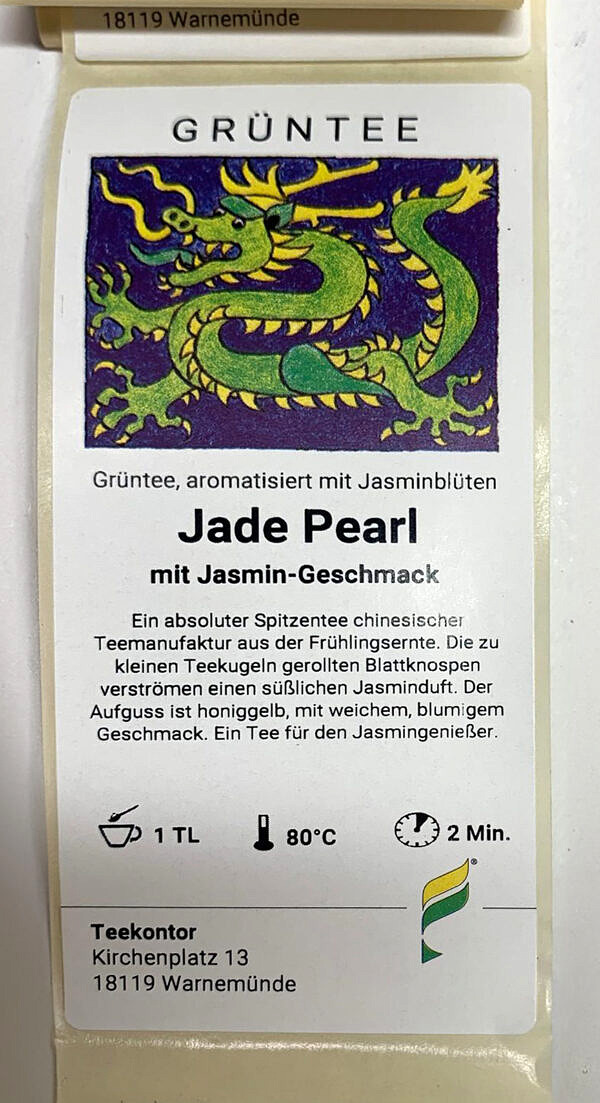 18119 Warnemünde
GRÜNTEE
Grüntee, aromatisiert mit Jasminblüten
Jade Pearl
mit Jasmin-Geschmack
Ein absoluter Spitzentee chinesischer
Teemanufaktur aus der Frühlingsernte. Die zu
kleinen Teekugeln gerollten Blattknospen
verströmen einen süßlichen Jasminduft. Der
Aufguss ist honiggelb, mit weichem, blumigem
Geschmack. Ein Tee für den Jasmingenießer.
1 TL 80°C 2 Min.
®
Teekontor
Kirchenplatz 13
18119 Warnemünde